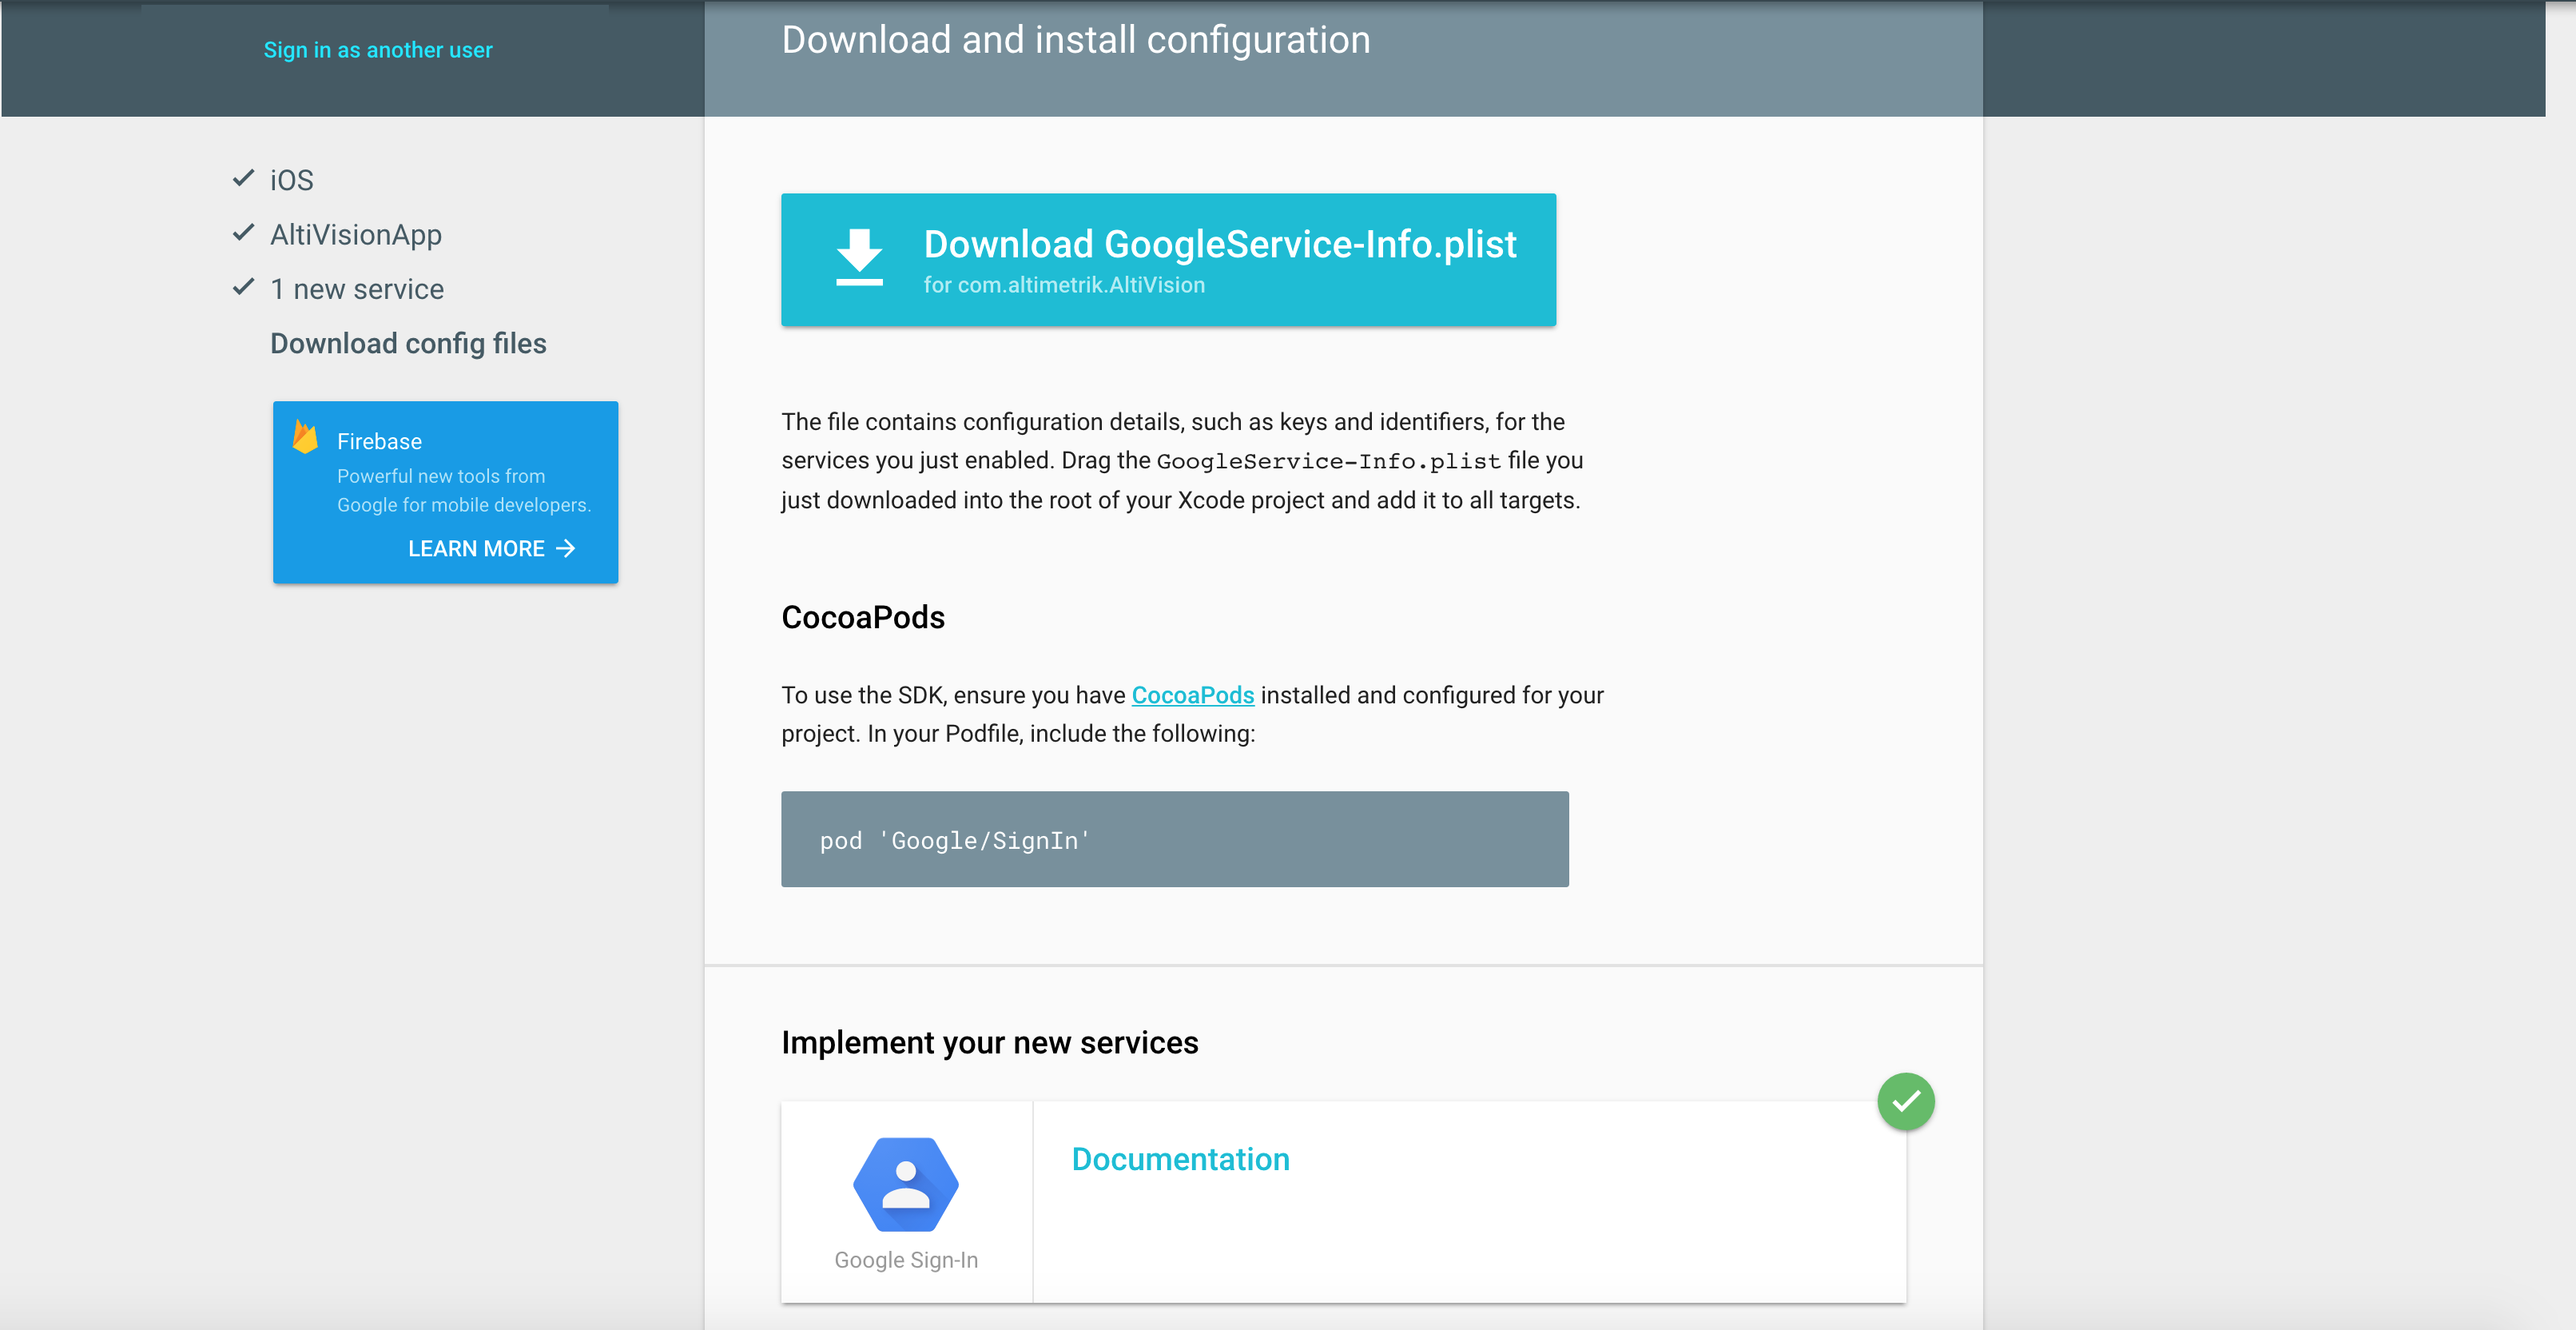 Sign in as another user
Download and install configuration
iOS
AltiVisionApp
1 new service
Download config files
Firebase
Powerful new tools from
Google for mobile developers.
LEARN MORE
Download GoogleService-Info.plist
for com.altimetrik.AltiVision
The file contains configuration details, such as keys and identifiers, for the
services you just enabled. Drag the GoogleService-Info.plist file you
just downloaded into the root of your Xcode project and add it to all targets.
CocoaPods
To use the SDK, ensure you have CocoaPods installed and configured for your
project. In your Podfile, include the following:
pod 'Google/SignIn'
Implement your new services
Google Sign-In
Documentation